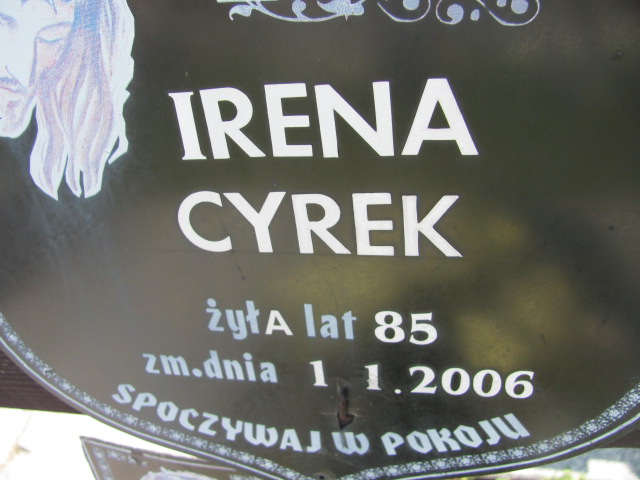 IRENA
CYREK
żyłA lat 85
zm.dnia 1 1.2006
SPOCZYWAJ W POKOJU